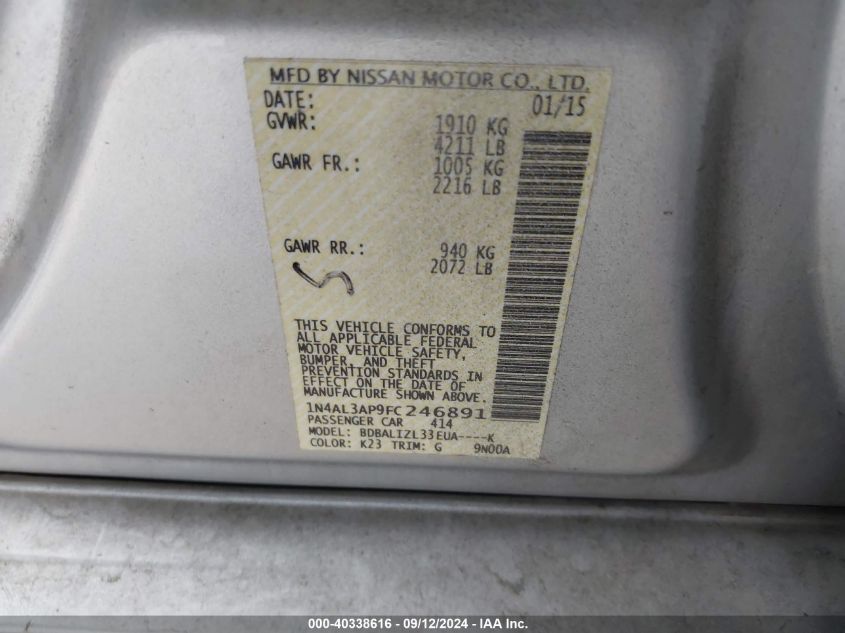 MFD BY NISSAN MOTOR CO., LTD.
DATE: 01/15
GVWR: 1910 KG
4211 LB
GAWR FR.: 1005 KG
2216 LB
GAWR RR.: 940 KG
2072 LB
THIS VEHICLE CONFORMS TO
ALL APPLICABLE FEDERAL
MOTOR VEHICLE SAFETY,
BUMPER, AND THEFT
PREVENTION STANDARDS IN
EFFECT ON THE DATE OF
MANUFACTURE SHOWN ABOVE.
1N4AL3AP9FC246891
PASSENGER CAR 414
MODEL: BDBALIZL33EUA----K
COLOR: K23 TRIM: G 9N00A
000-40338616 - 09/12/2024 - IAA Inc.